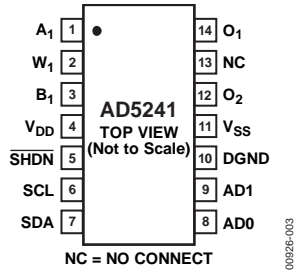 A1 1
W1 2
B1 3
VDD 4
SHDN 5
SCL 6
SDA 7
AD5241
TOP VIEW
(Not to Scale)
14 O1
13 NC
12 O2
11 VSS
10 DGND
9 AD1
8 AD0
NC = NO CONNECT
00926-003